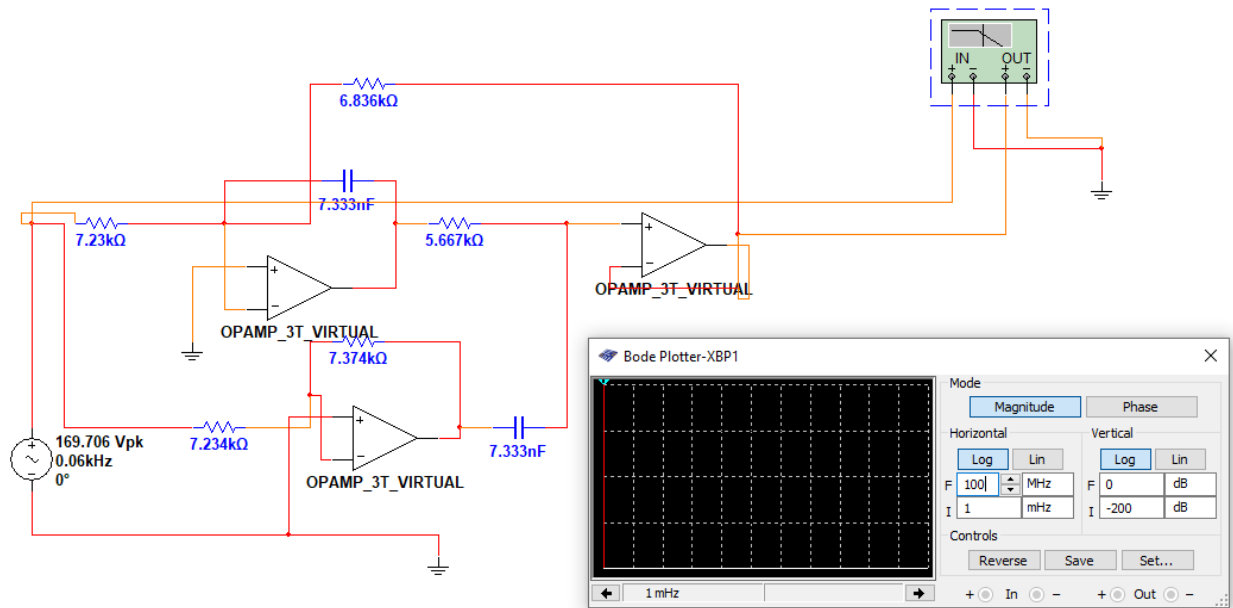 IN OUT
+ - + -
6.836kΩ
7.333nF
7.23kΩ
5.667kΩ
+
-
OPAMP_3T_VIRTUAL
+
-
OPAMP_3T_VIRTUAL
7.374kΩ
+
-
OPAMP_3T_VIRTUAL
7.234kΩ
7.333nF
+
-
169.706 Vpk
0.06kHz
0°
Bode Plotter-XBP1
Mode
Magnitude Phase
Horizontal Vertical
Log Lin Log Lin
F 100 MHz F 0 dB
I 1 mHz I -200 dB
Controls
Reverse Save Set...
1 mHz
+ In - + Out -